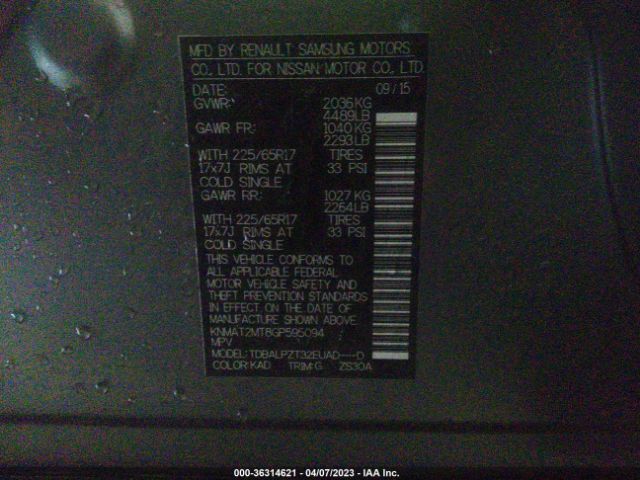 MFD BY RENAULT SAMSUNG MOTORS
CO., LTD. FOR NISSAN MOTOR CO., LTD.
DATE: 09/15
GVWR: 2036KG
4489LB
GAWR FR: 1040KG
2293LB
WITH 225/65R17 TIRES
17x7J RIMS AT 33 PSI
COLD SINGLE
GAWR RR: 1027 KG
2264LB
WITH 225/65R17 TIRES
17x7J RIMS AT 33 PSI
COLD SINGLE
THIS VEHICLE CONFORMS TO
ALL APPLICABLE FEDERAL
MOTOR VEHICLE SAFETY AND
THEFT PREVENTION STANDARDS
IN EFFECT ON THE DATE OF
MANUFACTURE SHOWN ABOVE.
KNMAT2MT8GP595094
MPV
MODEL: TDBALPZT32EUAD----D
COLOR: KAD TRIM: G ZS30A
000-36314621 - 04/07/2023 - IAA Inc.